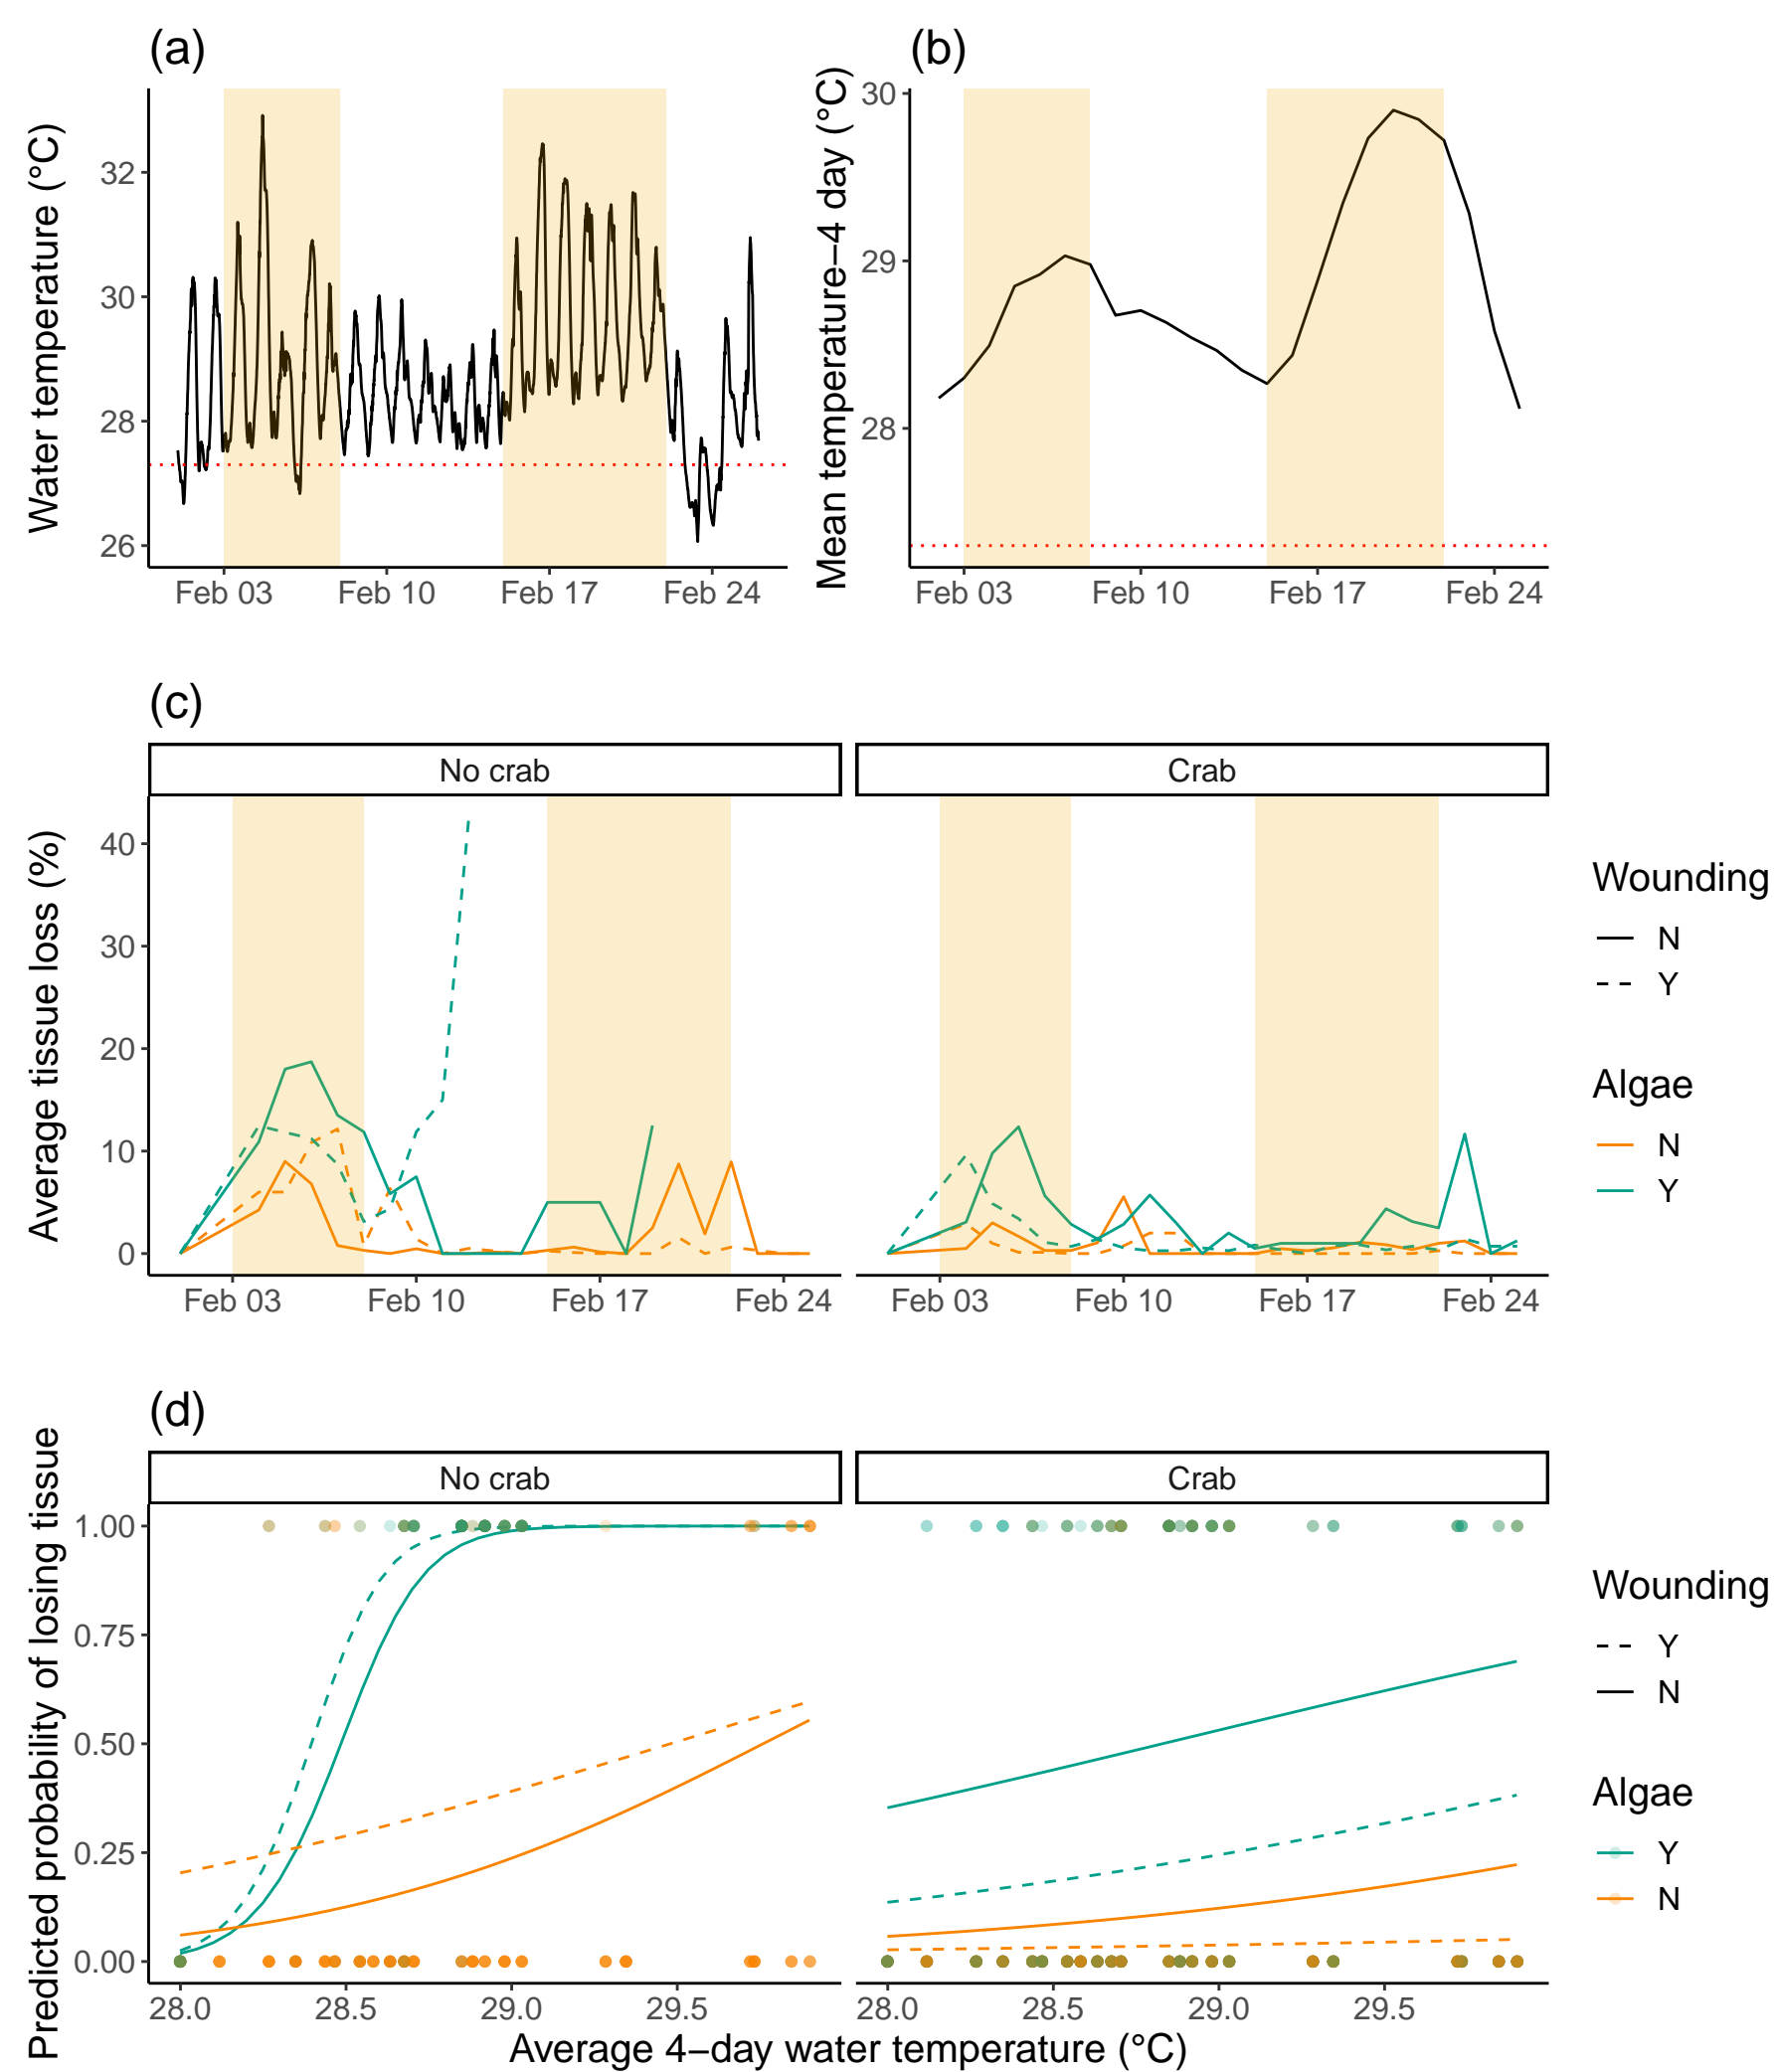 (a)
(b)
Water temperature (°C)
32
30
28
26
Feb 03 Feb 10 Feb 17 Feb 24
Mean temperature−4 day (°C)
30
29
28
Feb 03 Feb 10 Feb 17 Feb 24
(c)
No crab
Crab
Average tissue loss (%)
40
30
20
10
0
Feb 03 Feb 10 Feb 17 Feb 24
Feb 03 Feb 10 Feb 17 Feb 24
Wounding
N
Y
Algae
N
Y
(d)
No crab
Crab
Predicted probability of losing tissue
1.00
0.75
0.50
0.25
0.00
28.0 28.5 29.0 29.5
28.0 28.5 29.0 29.5
Average 4−day water temperature (°C)
Wounding
Y
N
Algae
Y
N